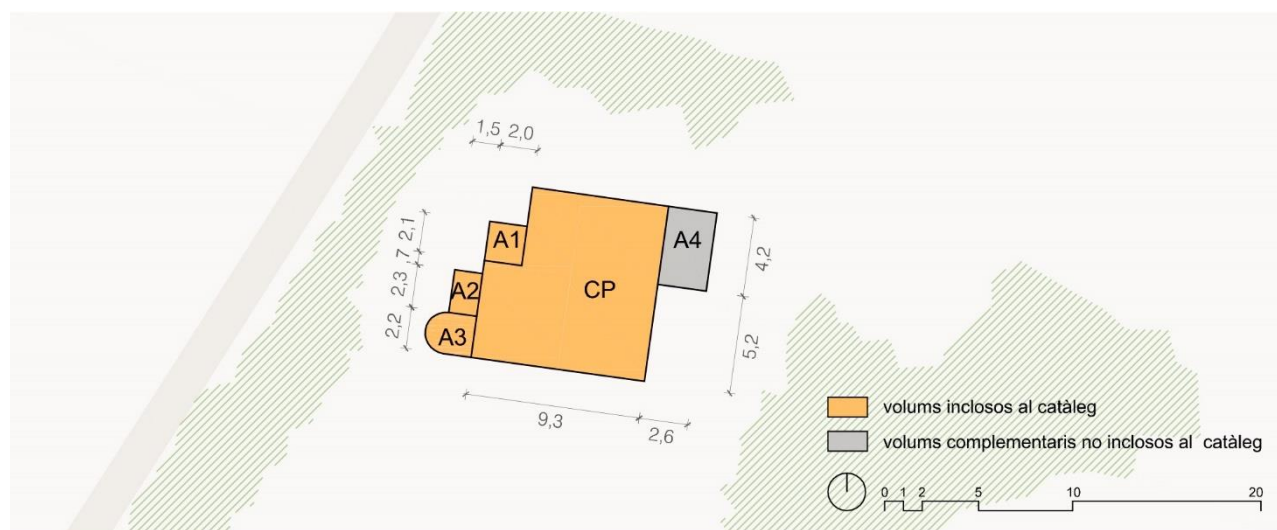 1,5 2,0
2,1
,7
2,3
2,2
A1
A2
A3
CP
A4
4,2
5,2
9,3
2,6
volums inclosos al catàleg
volums complementaris no inclosos al catàleg
0 1 2 5 10 20